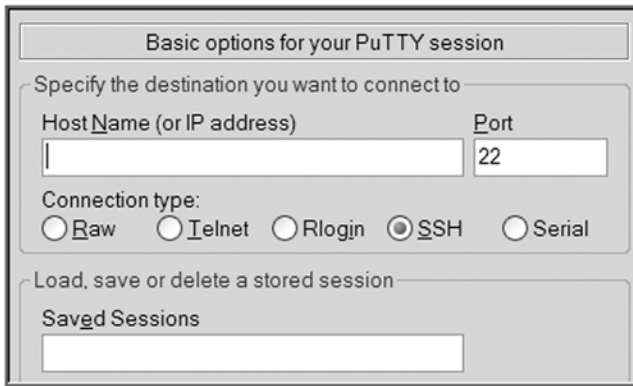 Basic options for your PuTTY session
Specify the destination you want to connect to
Host Name (or IP address) Port
22
Connection type:
Raw Telnet Rlogin SSH Serial
Load, save or delete a stored session
Saved Sessions